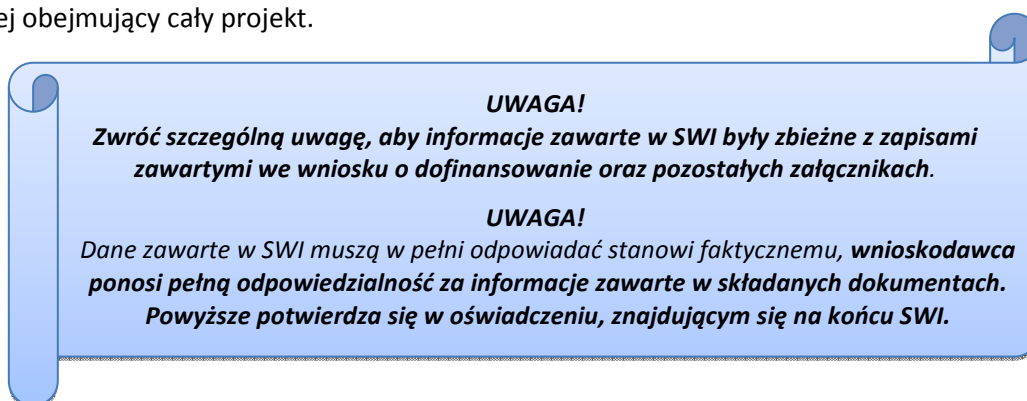 ej obejmujący cały projekt.
UWAGA!
Zwróć szczególną uwagę, aby informacje zawarte w SWI były zbieżne z zapisami
zawartymi we wniosku o dofinansowanie oraz pozostałych załącznikach.
UWAGA!
Dane zawarte w SWI muszą w pełni odpowiadać stanowi faktycznemu, wnioskodawca
ponosi pełną odpowiedzialność za informacje zawarte w składanych dokumentach.
Powyższe potwierdza się w oświadczeniu, znajdującym się na końcu SWI.